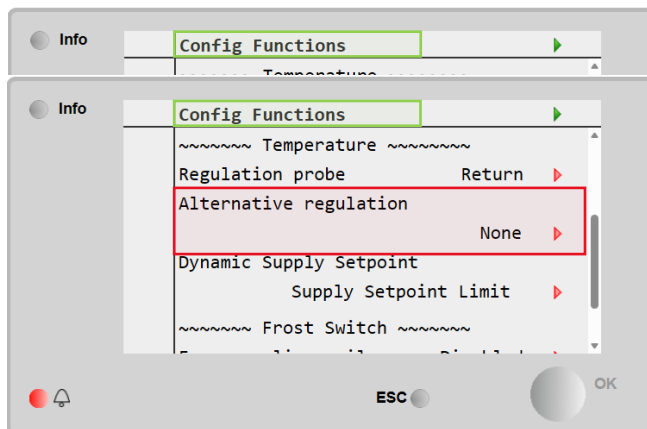 Info
Config Functions
~~~~~~~ Temperature ~~~~~~~~
Info
Config Functions
~~~~~~~ Temperature ~~~~~~~~
Regulation probe Return
Alternative regulation
None
Dynamic Supply Setpoint
Supply Setpoint Limit
~~~~~~~ Frost Switch ~~~~~~~
ESC
OK